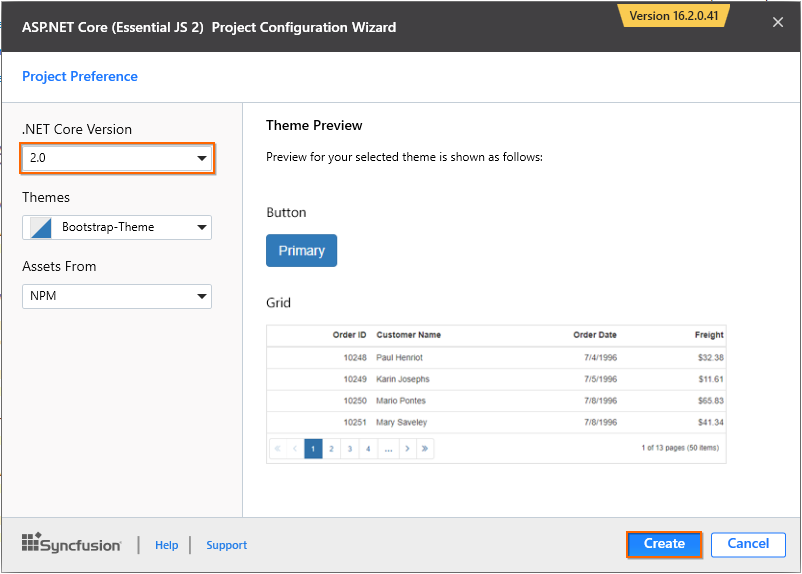 ASP.NET Core (Essential JS 2) Project Configuration Wizard
Version 16.2.0.41
Project Preference
.NET Core Version
2.0
Themes
Bootstrap-Theme
Assets From
NPM
Theme Preview
Preview for your selected theme is shown as follows:
Button
Primary
Grid
Order ID Customer Name Order Date Freight
10248 Paul Henriot 7/4/1996 $32.38
10249 Karin Josephs 7/5/1996 $11.61
10250 Mario Pontes 7/8/1996 $65.83
10251 Mary Saveley 7/8/1996 $41.34
« ‹ 1 2 3 4 ... › » 1 of 13 pages (50 items)
Syncfusion Help Support Create Cancel